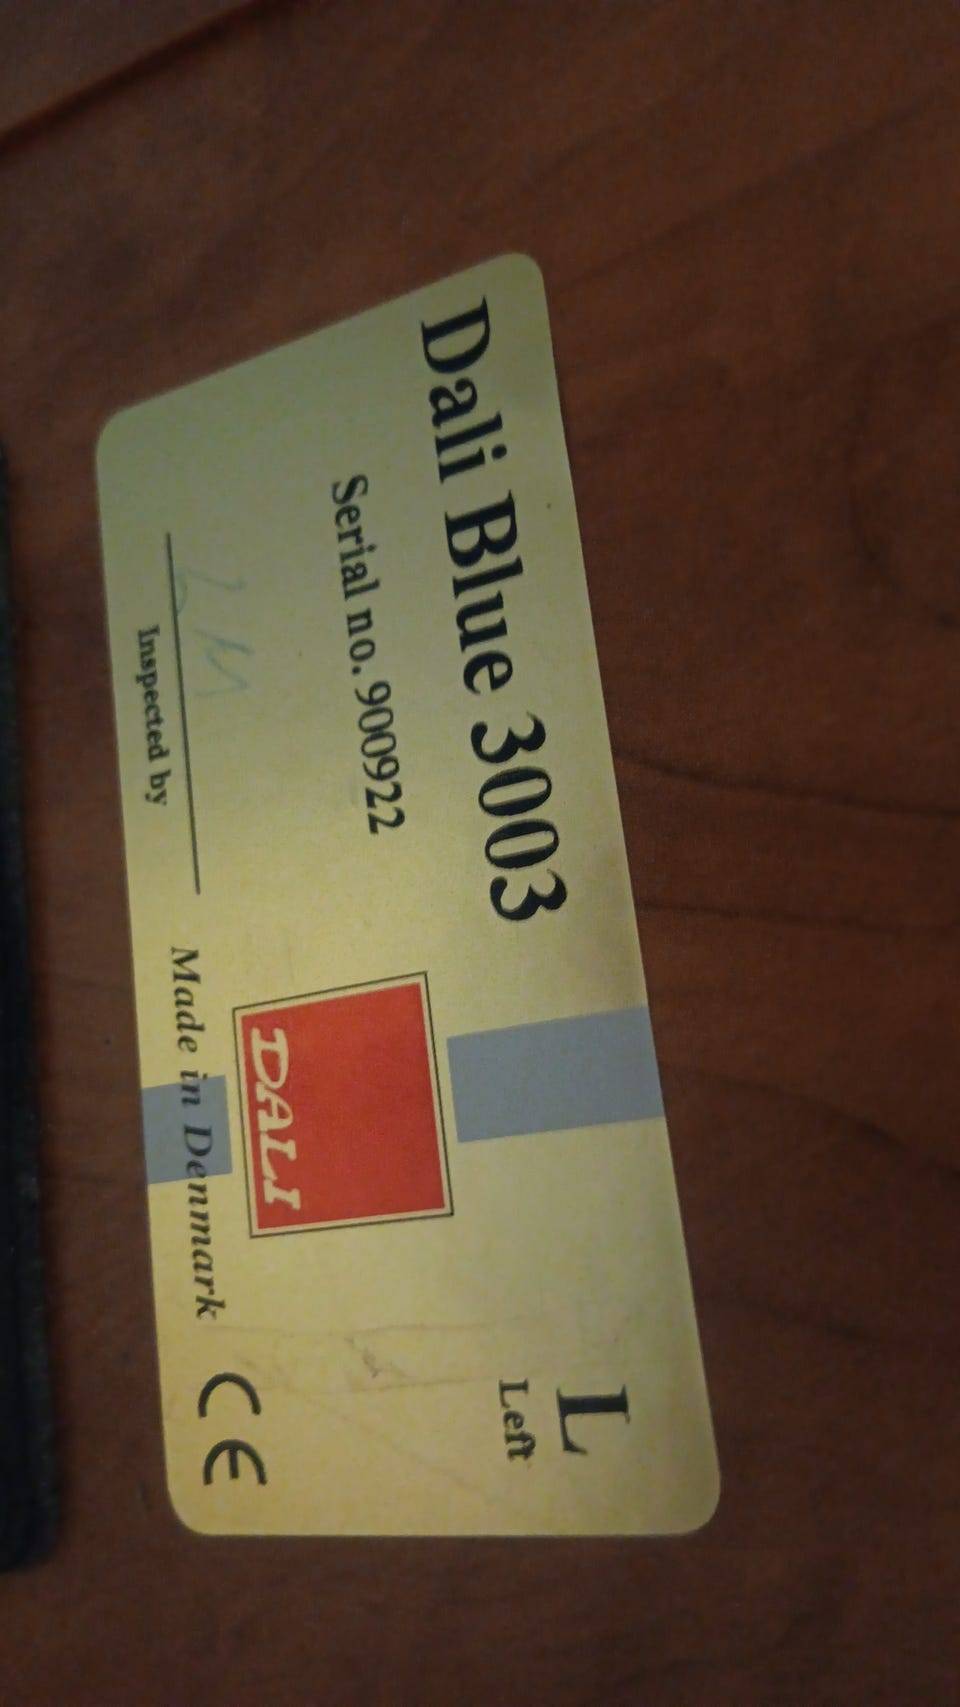 Dali Blue 3003
L
Left
Serial no. 900922
DALI
Inspected by
Made in Denmark
CE